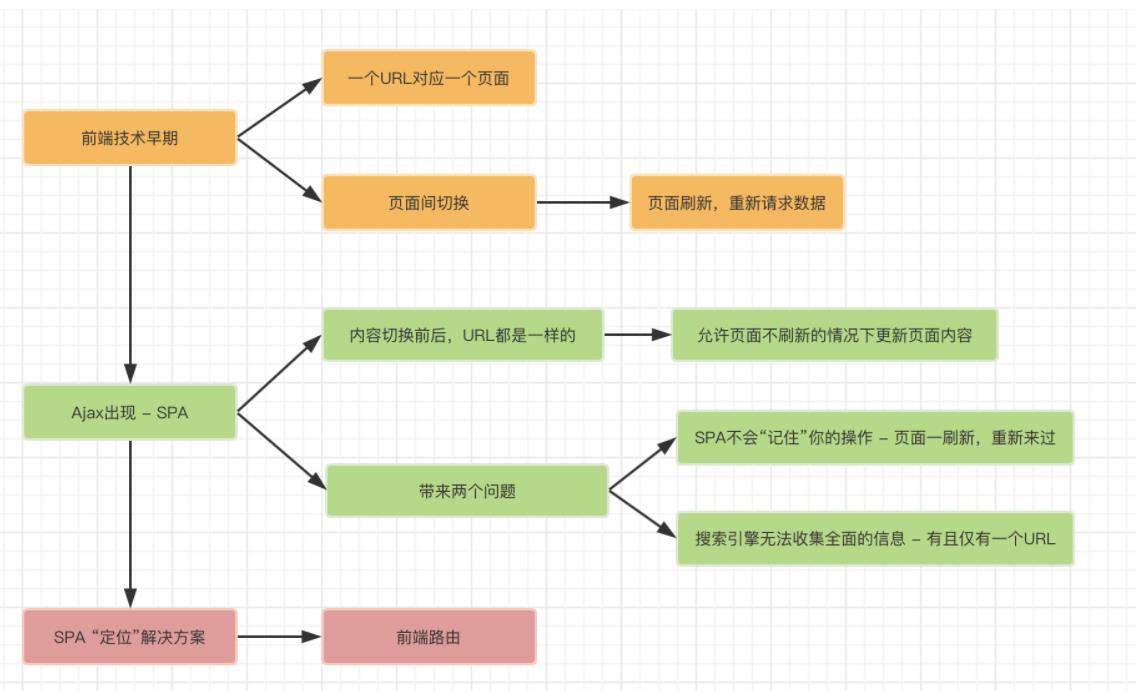 一个URL对应一个页面
前端技术早期
页面间切换
页面刷新，重新请求数据
内容切换前后，URL都是一样的
允许页面不刷新的情况下更新页面内容
Ajax出现 – SPA
SPA不会“记住”你的操作 – 页面一刷新，重新来过
带来两个问题
搜索引擎无法收集全面的信息 – 有且仅有一个URL
SPA “定位”解决方案
前端路由